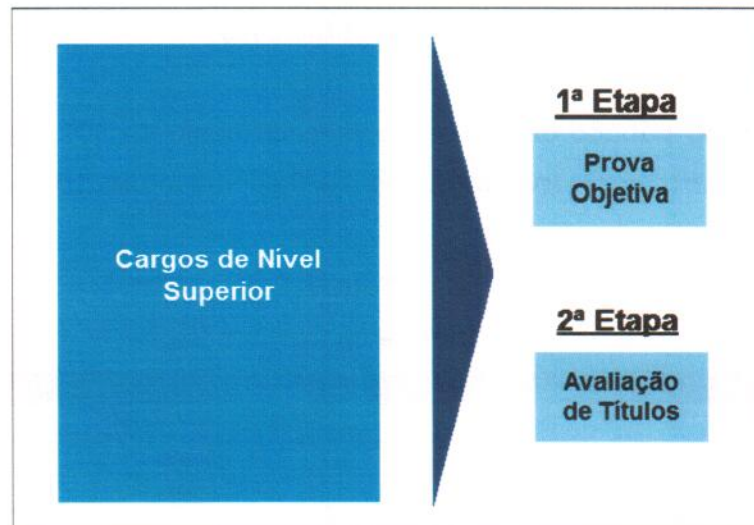 Cargos de Nível
Superior
1ª Etapa
Prova
Objetiva
2ª Etapa
Avaliação
de Títulos